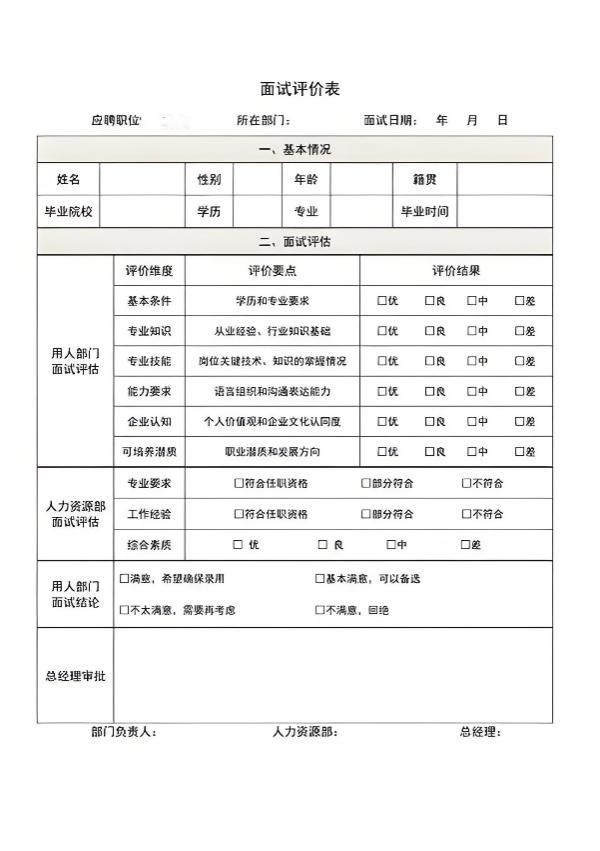 面试评价表
应聘职位 所在部门： 面试日期： 年 月 日
一、基本情况
姓名 性别 年龄 籍贯
毕业院校 学历 专业 毕业时间
二、面试评估
用人部门
面试评估
评价维度 评价要点 评价结果
基本条件 学历和专业要求 □优 □良 □中 □差
专业知识 从业经验、行业知识基础 □优 □良 □中 □差
专业技能 岗位关键技术、知识的掌握情况 □优 □良 □中 □差
能力要求 语言组织和沟通表达能力 □优 □良 □中 □差
企业认知 个人价值观和企业文化认同度 □优 □良 □中 □差
可培养潜质 职业潜质和发展方向 □优 □良 □中 □差
人力资源部
面试评估
专业要求 □符合任职资格 □部分符合 □不符合
工作经验 □符合任职资格 □部分符合 □不符合
综合素质 □ 优 □ 良 □中 □差
用人部门
面试结论
□满意，希望确保录用 □基本满意，可以备选
□不太满意，需要再考虑 □不满意，回绝
总经理审批
部门负责人： 人力资源部： 总经理：